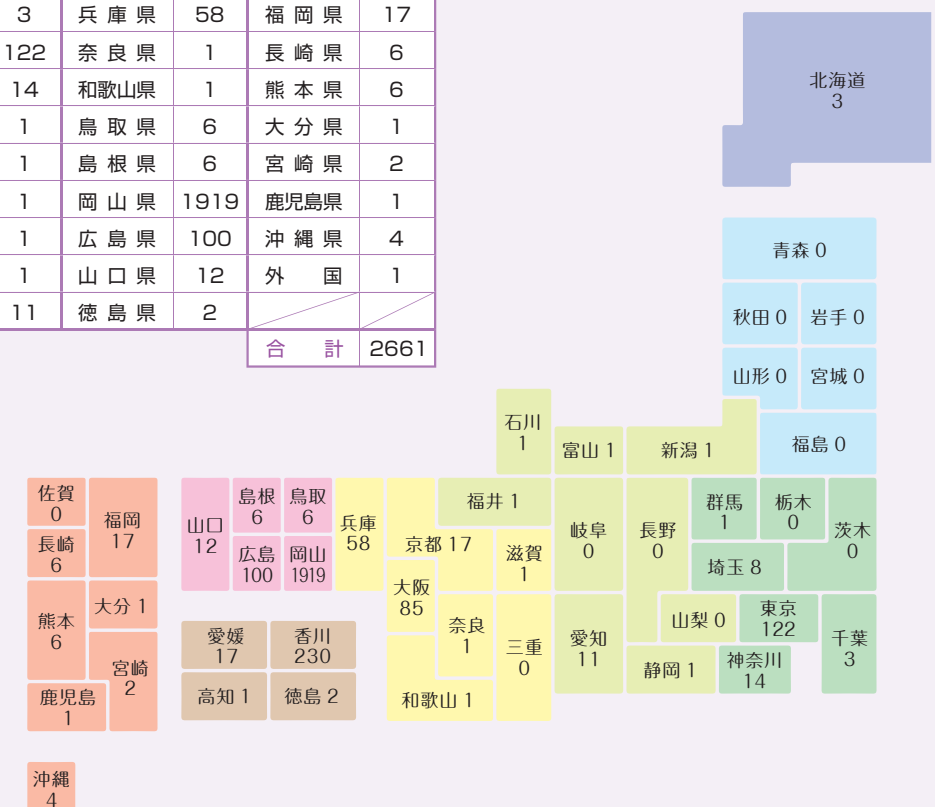 3 兵庫県 58 福岡県 17
122 奈良県 1 長崎県 6
14 和歌山県 1 熊本県 6
1 鳥取県 6 大分県 1
1 島根県 6 宮崎県 2
1 岡山県 1919 鹿児島県 1
1 広島県 100 沖縄県 4
1 山口県 12 外国 1
11 徳島県 2
合計 2661
北海道
3
青森 0
秋田 0 岩手 0
山形 0 宮城 0
福島 0
石川
1
富山 1
新潟 1
福井 1
岐阜
0
長野
0
群馬
1
栃木
0
茨木
0
埼玉 8
山梨 0
東京
122
千葉
3
神奈川
14
静岡 1
愛知
11
三重
0
滋賀
1
京都 17
兵庫
58
大阪
85
奈良
1
和歌山 1
鳥取
6
島根
6
岡山
1919
広島
100
山口
12
愛媛
17
香川
230
高知 1
徳島 2
佐賀
0
福岡
17
長崎
6
大分 1
熊本
6
宮崎
2
鹿児島
1
沖縄
4